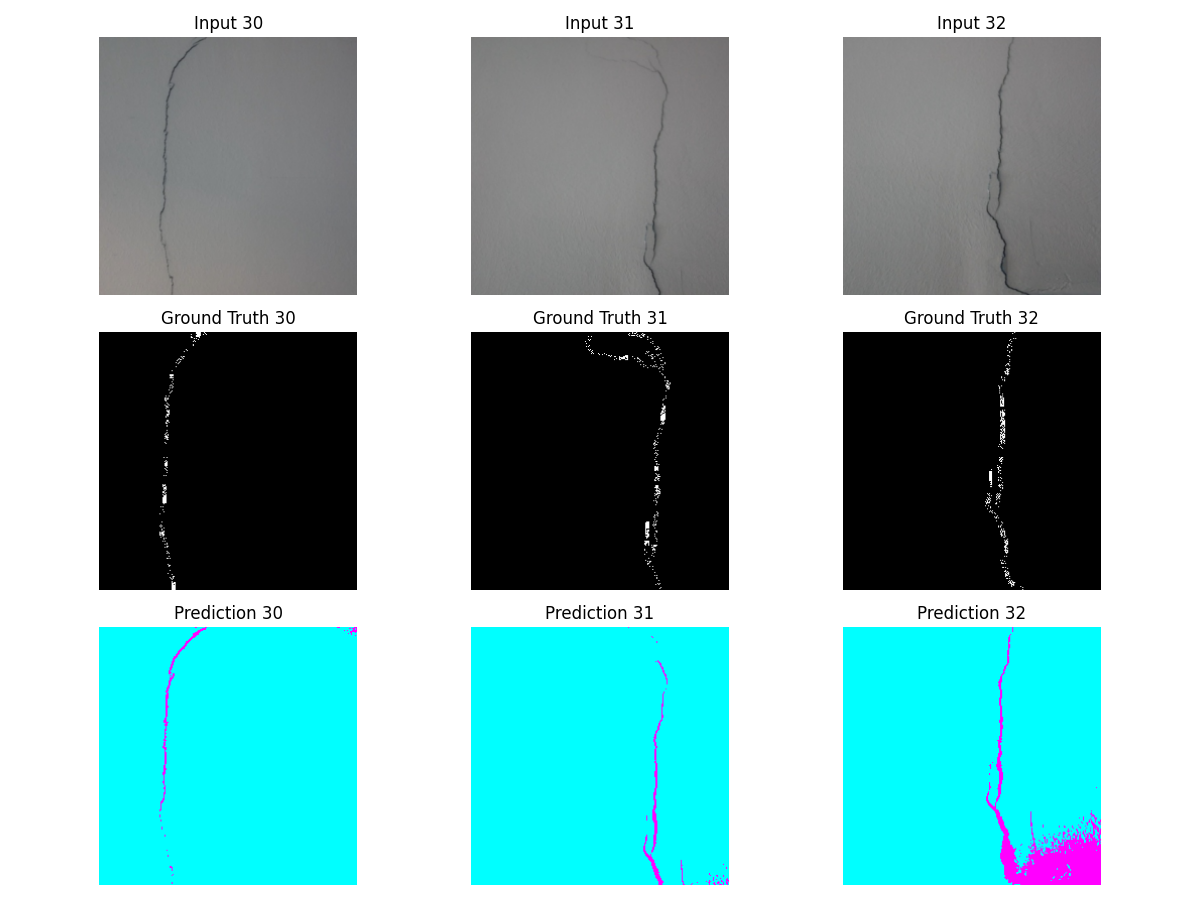 Input 30
Input 31
Input 32
Ground Truth 30
Ground Truth 31
Ground Truth 32
Prediction 30
Prediction 31
Prediction 32